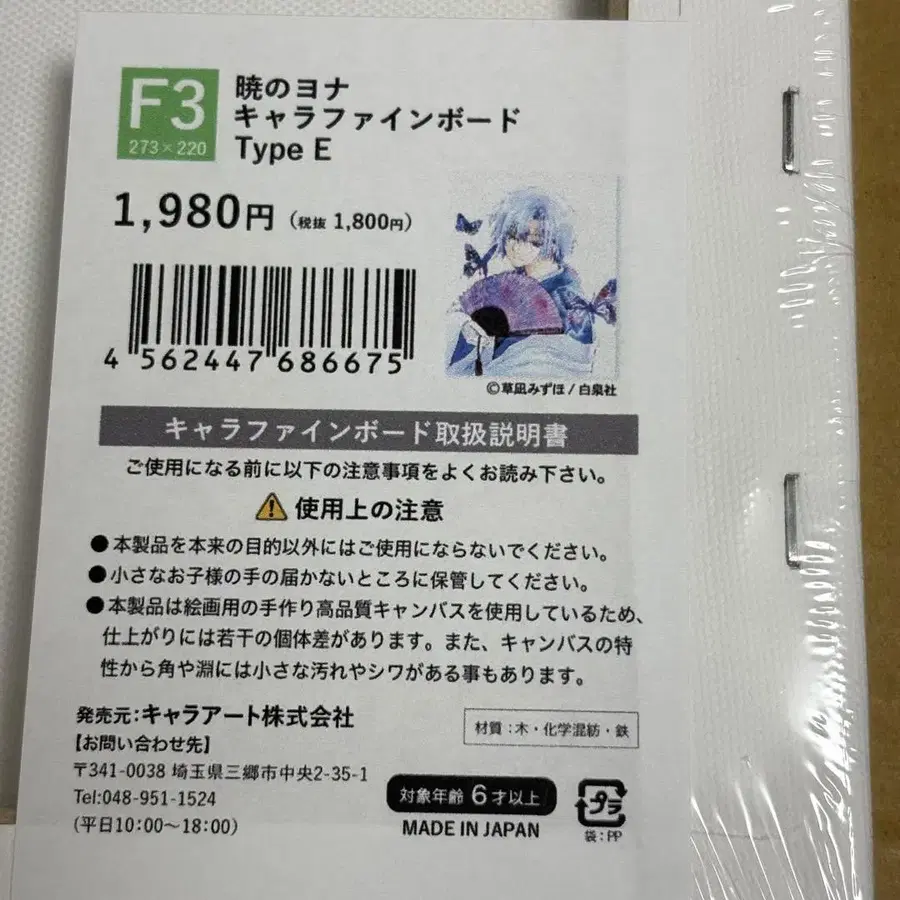 F3
273×220
暁のヨナ
キャラファインボード
Type E
1,980円（税抜 1,800円）
4 562447 686675
©草凪みずほ / 白泉社
キャラファインボード取扱説明書
ご使用になる前に以下の注意事項をよくお読み下さい。
使用上の注意
●本製品を本来の目的以外にはご使用にならないでください。
●小さなお子様の手の届かないところに保管してください。
●本製品は絵画用の手作り高品質キャンバスを使用しているため、
仕上がりには若干の個体差があります。また、キャンバスの特
性から角や淵には小さな汚れやシワがある事もあります。
発売元：キャラアート株式会社
【お問い合わせ先】
〒341-0038 埼玉県三郷市中央2-35-1
Tel:048-951-1524
（平日10：00～18：00）
材質：木・化学混紡・鉄
対象年齢 6才以上
MADE IN JAPAN
プラ
袋：PP